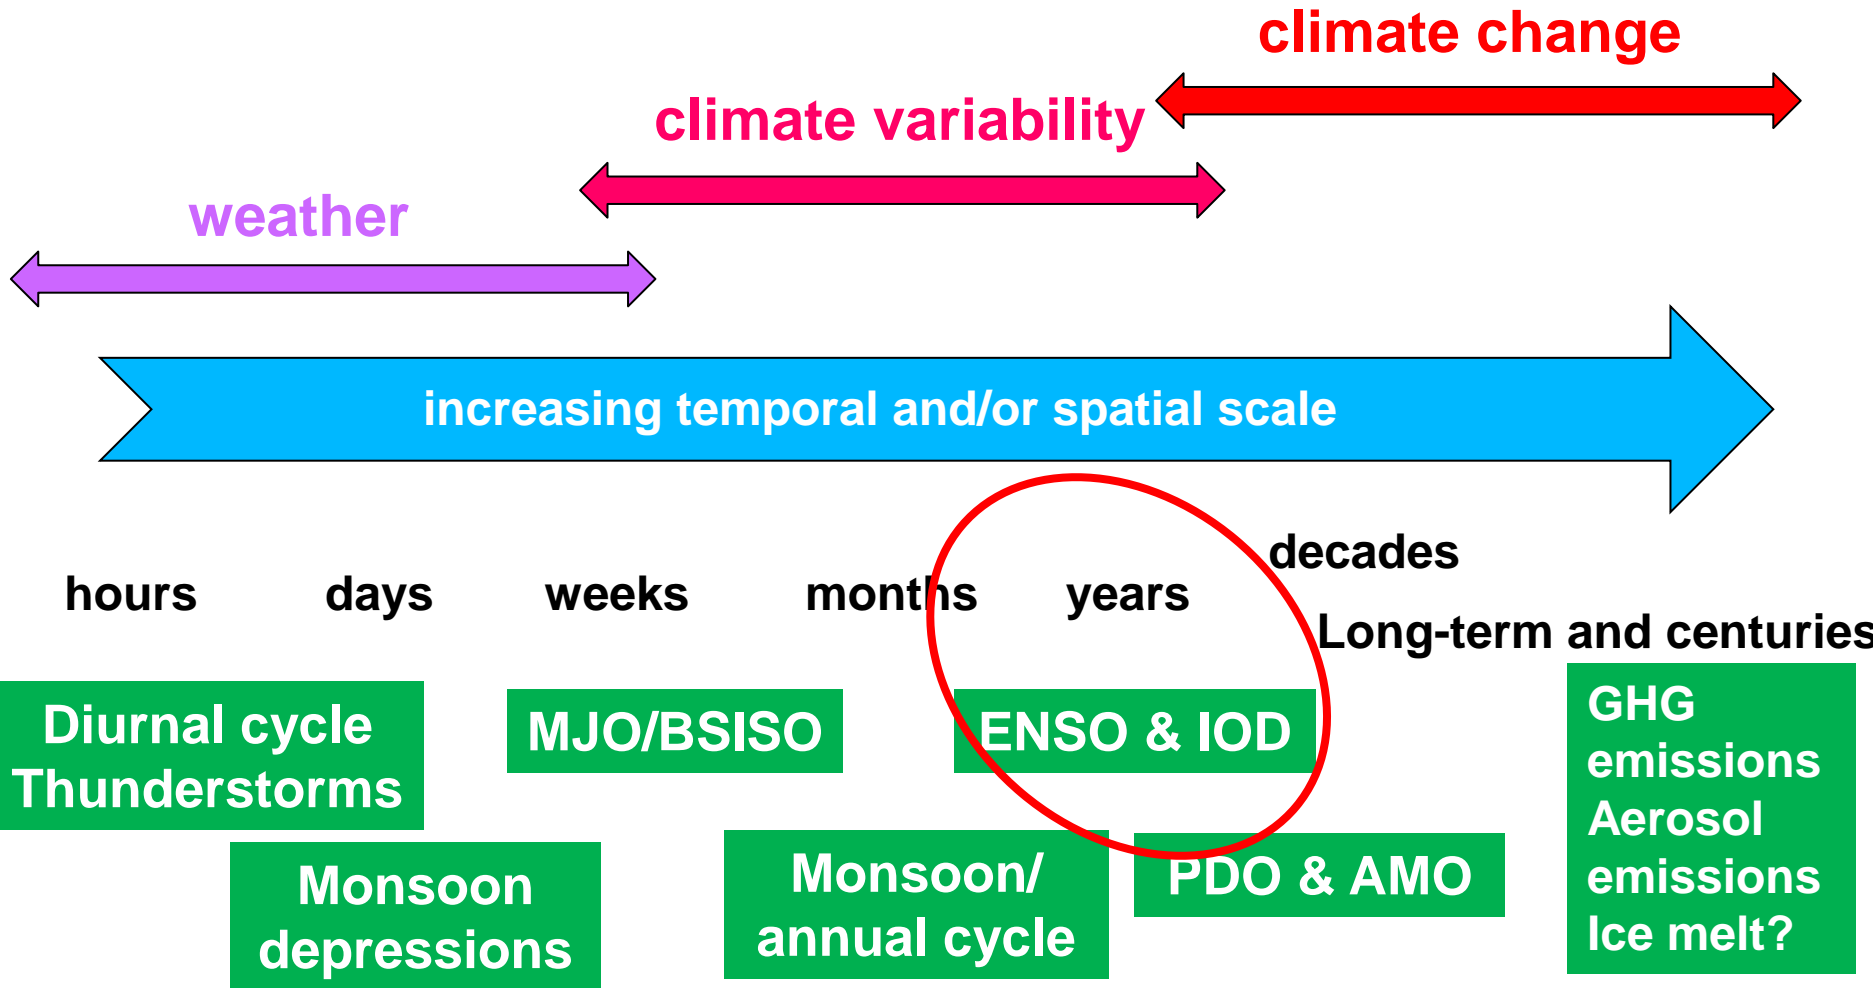 climate change
climate variability
weather
increasing temporal and/or spatial scale
decades
hours days weeks months years
Long-term and centuries
Diurnal cycle
Thunderstorms
MJO/BSISO
ENSO & IOD
GHG
emissions
Aerosol
emissions
Ice melt?
Monsoon
depressions
Monsoon/
annual cycle
PDO & AMO